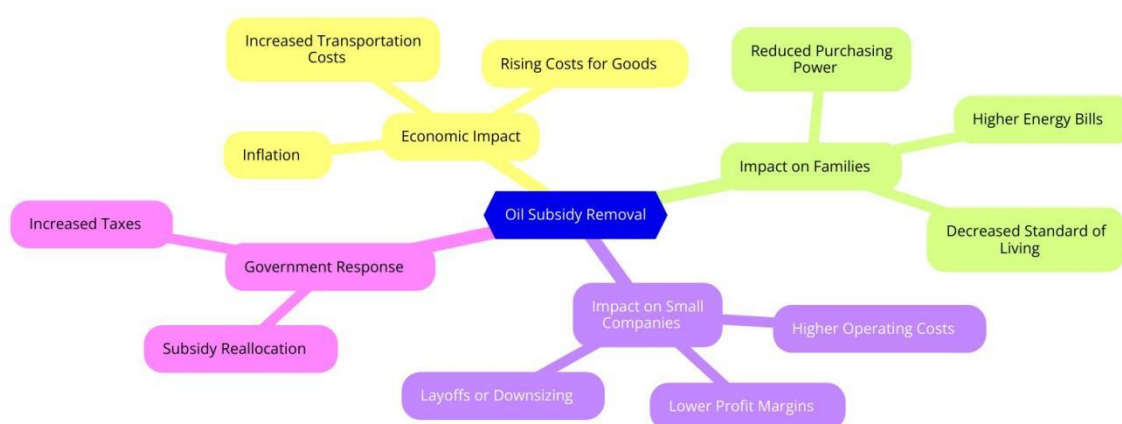 Oil Subsidy Removal
Economic Impact
Increased Transportation
Costs
Rising Costs for Goods
Inflation
Impact on Families
Reduced Purchasing
Power
Higher Energy Bills
Decreased Standard of
Living
Impact on Small
Companies
Higher Operating Costs
Lower Profit Margins
Layoffs or Downsizing
Government Response
Increased Taxes
Subsidy Reallocation